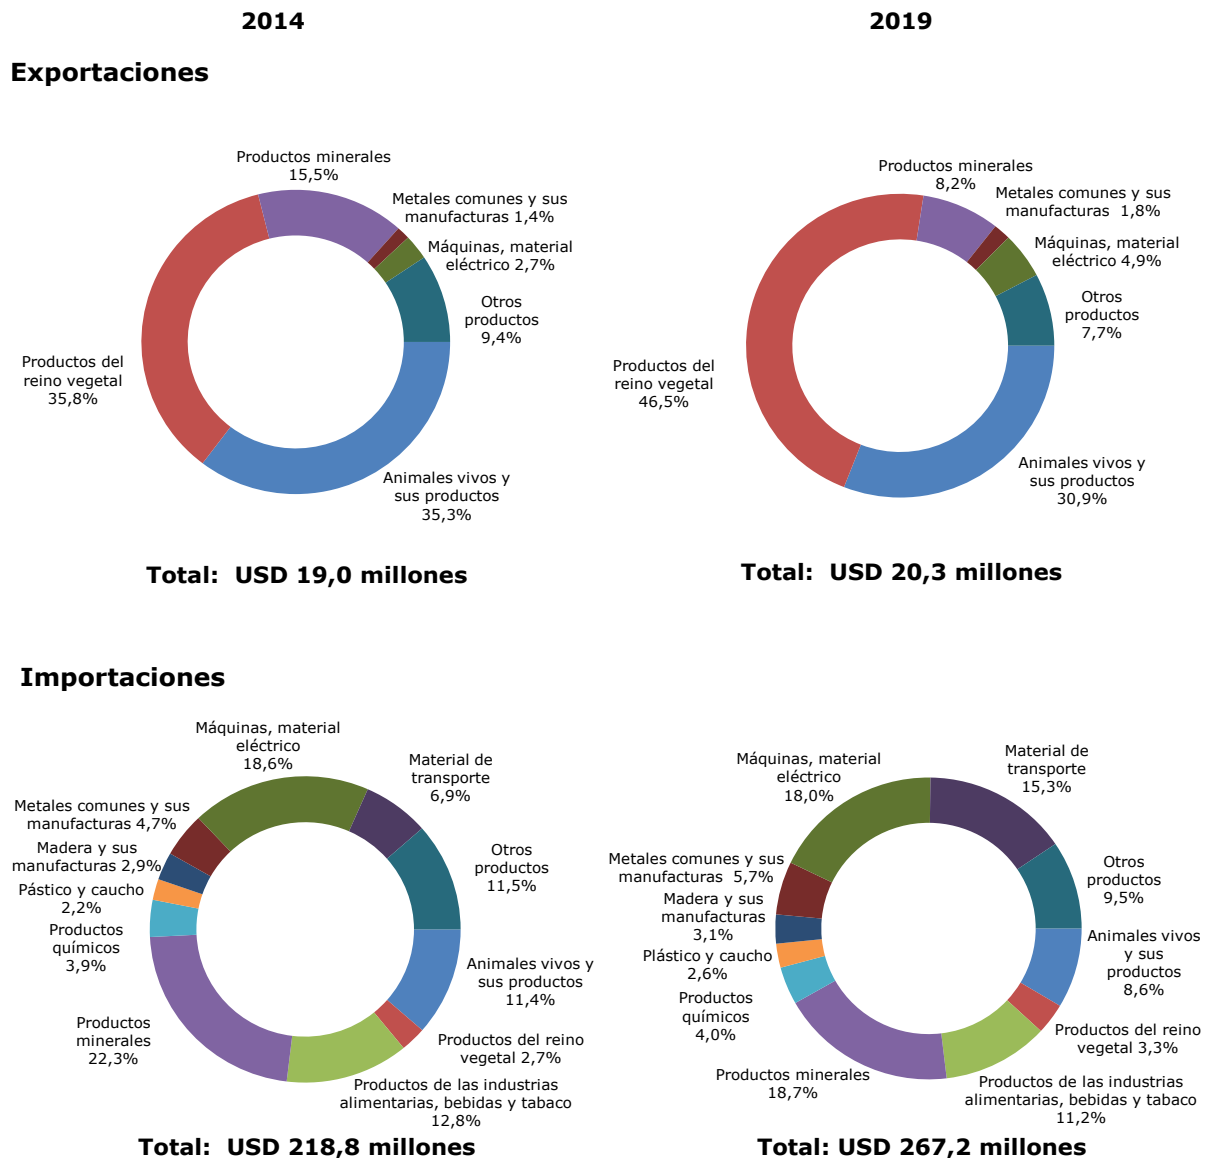 2014
2019
Exportaciones
Productos minerales
15,5%
Metales comunes y sus
manufacturas 1,4%
Máquinas, material
eléctrico 2,7%
Otros
productos
9,4%
Productos del
reino vegetal
35,8%
Animales vivos y
sus productos
35,3%
Total:  USD 19,0 millones
Productos minerales
8,2%
Metales comunes y sus
manufacturas  1,8%
Máquinas, material
eléctrico 4,9%
Otros
productos
7,7%
Productos del
reino vegetal
46,5%
Animales vivos y
sus productos
30,9%
Total:  USD 20,3 millones
Importaciones
Máquinas, material
eléctrico
18,6%
Material de
transporte
6,9%
Metales comunes y sus
manufacturas 4,7%
Madera y sus
manufacturas 2,9%
Pástico y caucho
2,2%
Productos
químicos
3,9%
Otros
productos
11,5%
Animales vivos y
sus productos
11,4%
Productos
minerales
22,3%
Productos del reino
vegetal 2,7%
Productos de las industrias
alimentarias, bebidas y tabaco
12,8%
Total:  USD 218,8 millones
Máquinas, material
eléctrico
18,0%
Material de
transporte
15,3%
Metales comunes y sus
manufacturas  5,7%
Madera y sus
manufacturas
3,1%
Plástico y caucho
2,6%
Productos
químicos
4,0%
Otros
productos
9,5%
Animales vivos
y sus
productos
8,6%
Productos del reino
vegetal 3,3%
Productos minerales
18,7%
Productos de las industrias
alimentarias, bebidas y tabaco
11,2%
Total: USD 267,2 millones